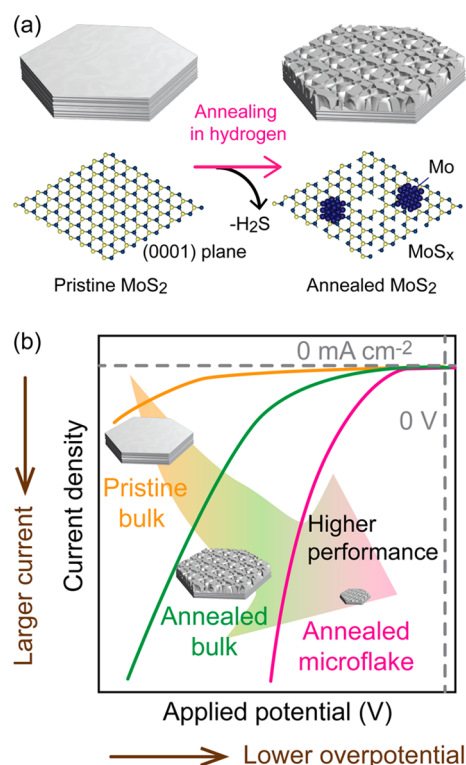 (a)
Annealing
in hydrogen
Mo
-H2S
(0001) plane
MoSx
Pristine MoS2
Annealed MoS2
(b)
0 mA cm-2
0 V
Larger current
Current density
Pristine
bulk
Higher
performance
Annealed
bulk
Annealed
microflake
Applied potential (V)
Lower overpotential